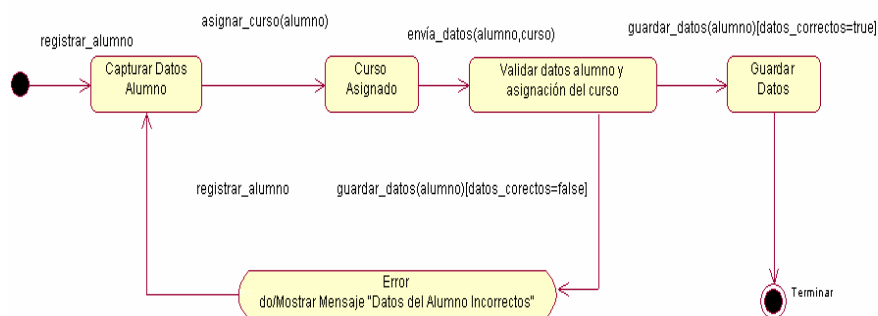 asignar_curso(alumno)
registrar_alumno
envía_datos(alumno,curso)
guardar_datos(alumno)[datos_correctos=true]
Capturar Datos
Alumno
Curso
Asignado
Validar datos alumno y
asignación del curso
Guardar
Datos
registrar_alumno
guardar_datos(alumno)[datos_corectos=false]
Error
do/Mostrar Mensaje "Datos del Alumno Incorrectos"
Terminar